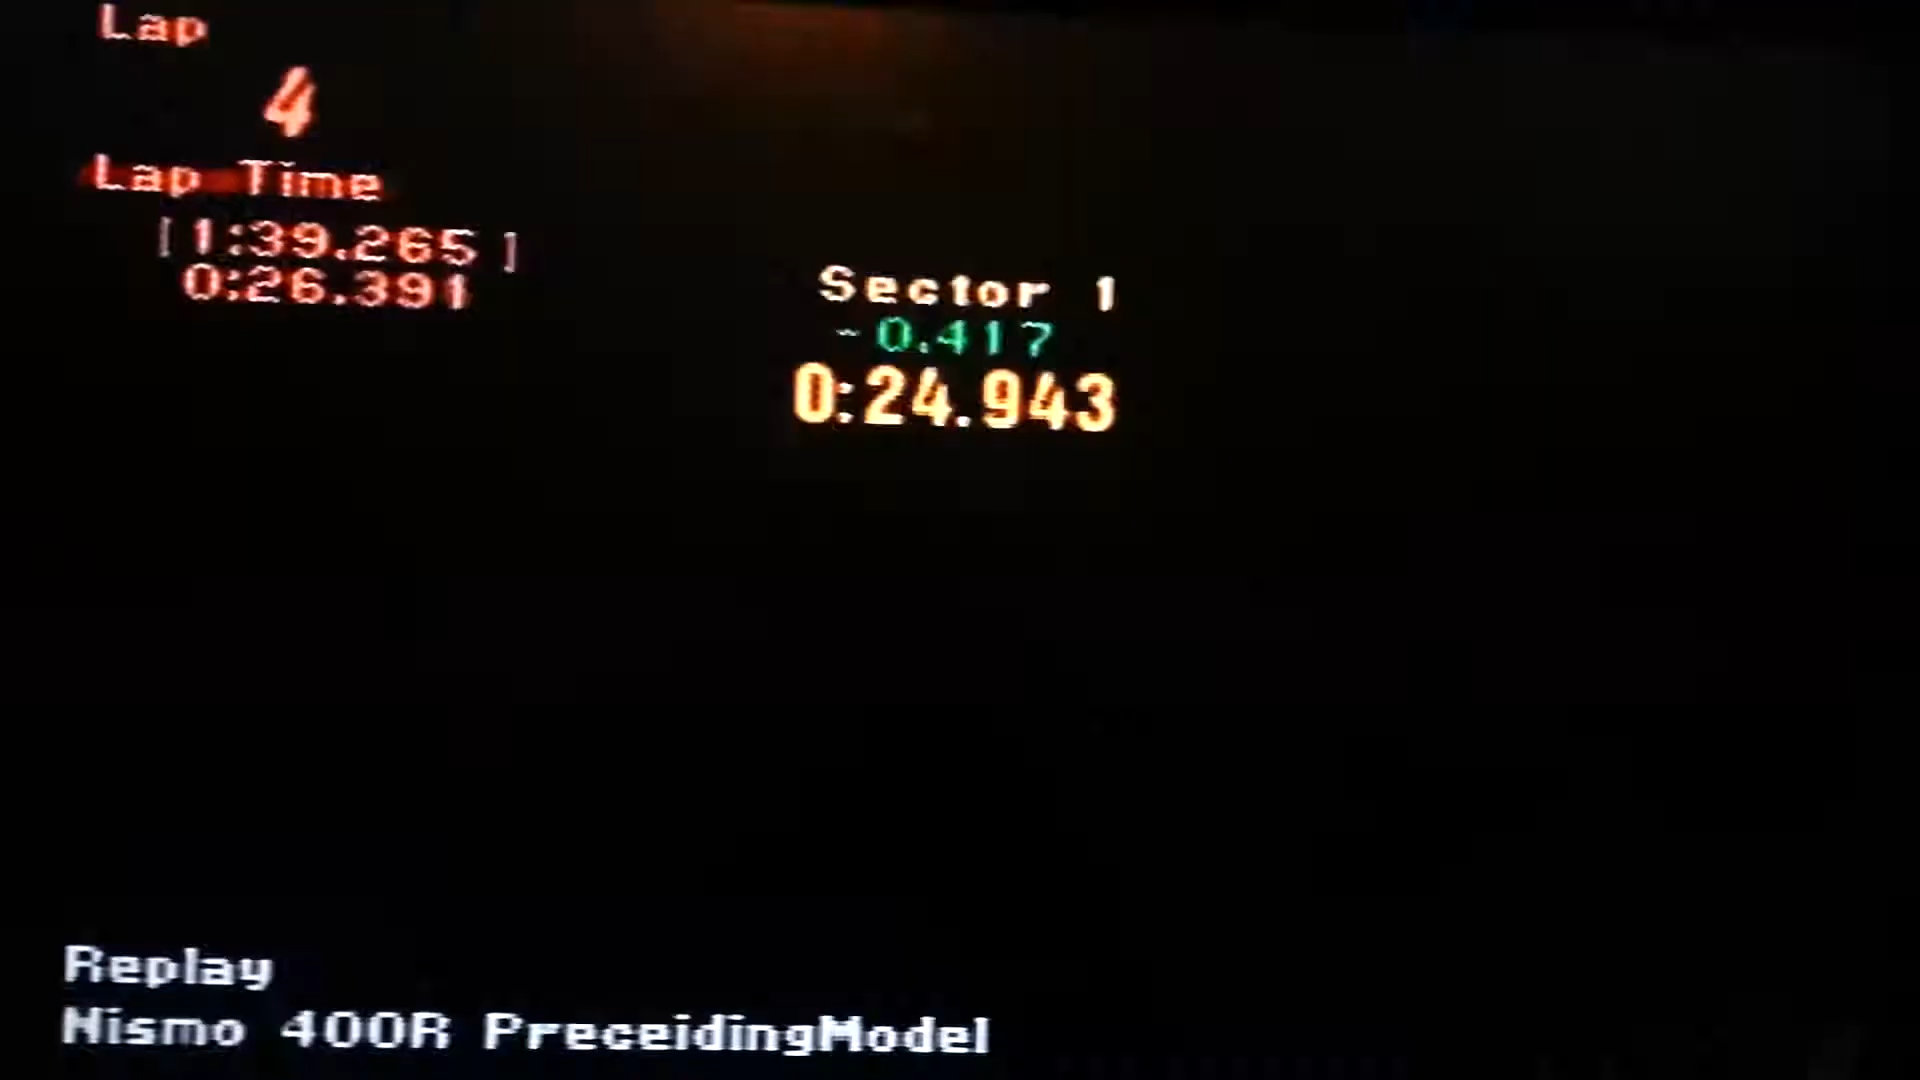 Lap
4
Lap Time
[1:39.265]
0:26.391
Sector 1
-0.417
0:24.943
Replay
Nismo 400R PreceidingModel